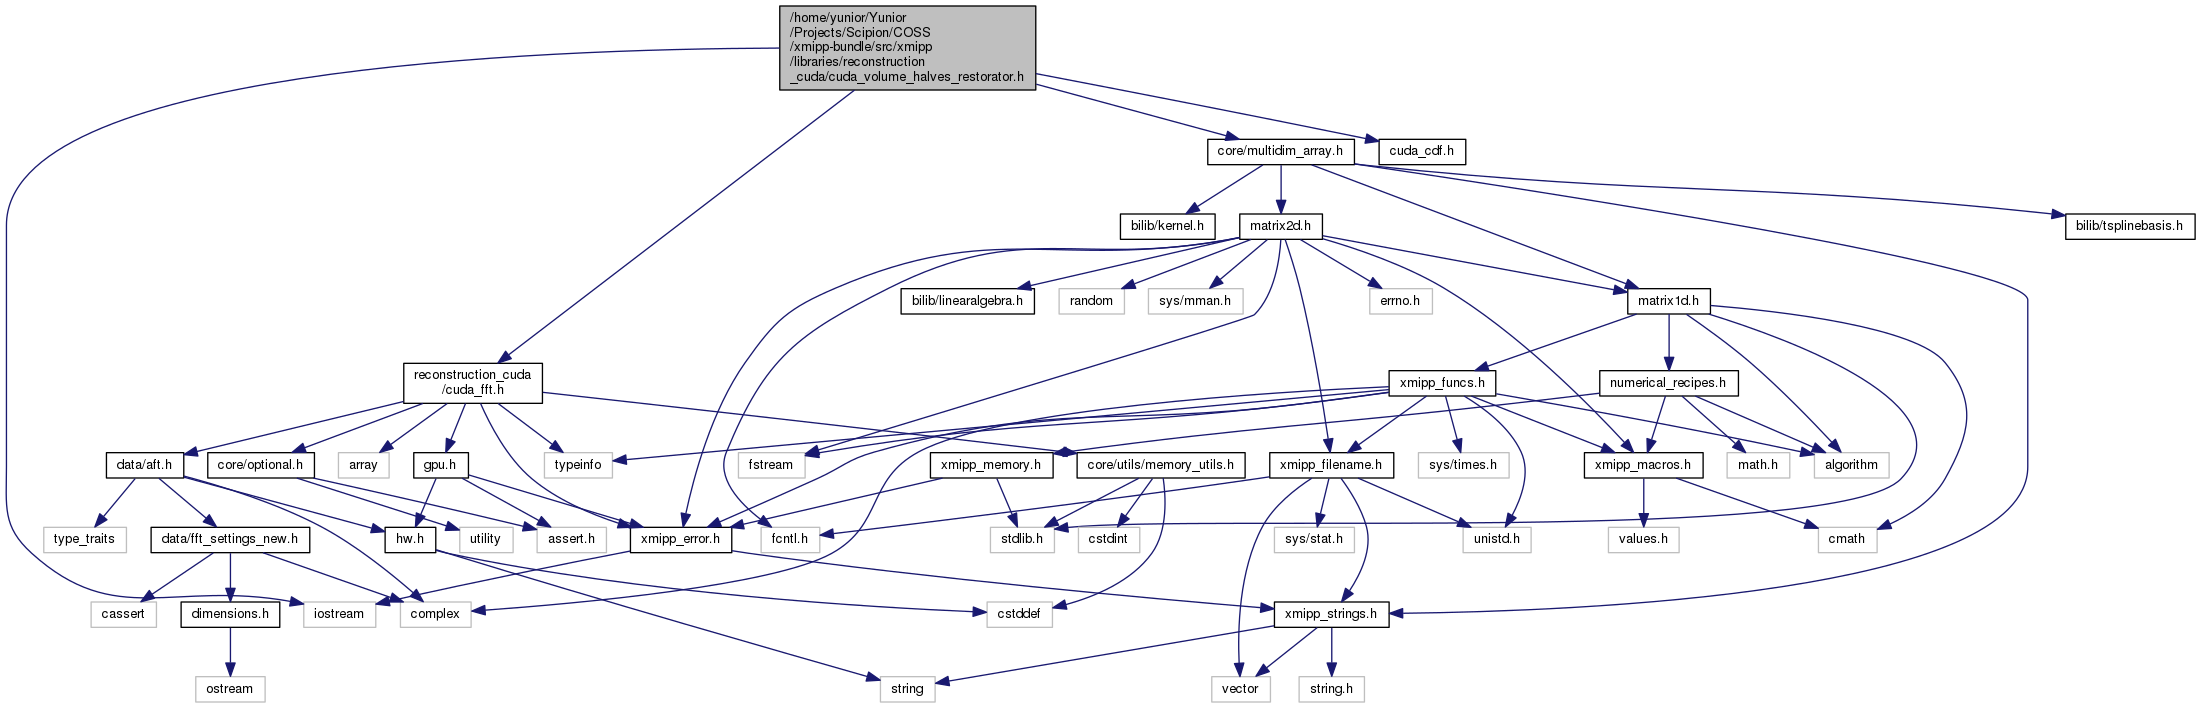 /home/yunior/Yunior
/Projects/Scipion/COSS
/xmipp-bundle/src/xmipp
/libraries/reconstruction
_cuda/cuda_volume_halves_restorator.h
core/multidim_array.h
cuda_cdf.h
bilib/kernel.h
matrix2d.h
bilib/tsplinebasis.h
bilib/linearalgebra.h
random
sys/mman.h
errno.h
matrix1d.h
reconstruction_cuda
/cuda_fft.h
xmipp_funcs.h
numerical_recipes.h
data/aft.h
core/optional.h
array
gpu.h
typeinfo
fstream
xmipp_memory.h
core/utils/memory_utils.h
xmipp_filename.h
sys/times.h
xmipp_macros.h
math.h
algorithm
type_traits
data/fft_settings_new.h
hw.h
utility
assert.h
xmipp_error.h
fcntl.h
stdlib.h
cstdint
sys/stat.h
unistd.h
values.h
cmath
cassert
dimensions.h
iostream
complex
cstddef
xmipp_strings.h
ostream
string
vector
string.h